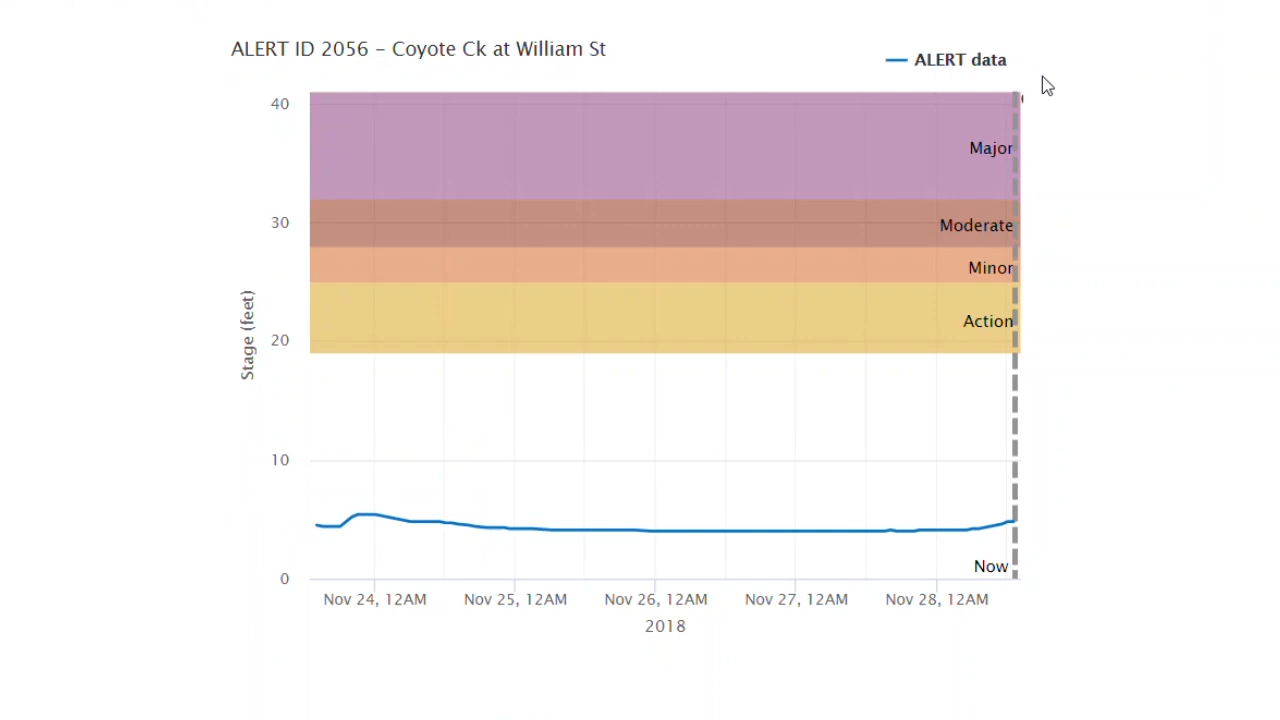 ALERT ID 2056 – Coyote Ck at William St
ALERT data
40
Major
30
Moderate
Minor
Action
20
Stage (feet)
10
0
Now
Nov 24, 12AM Nov 25, 12AM Nov 26, 12AM Nov 27, 12AM Nov 28, 12AM
2018